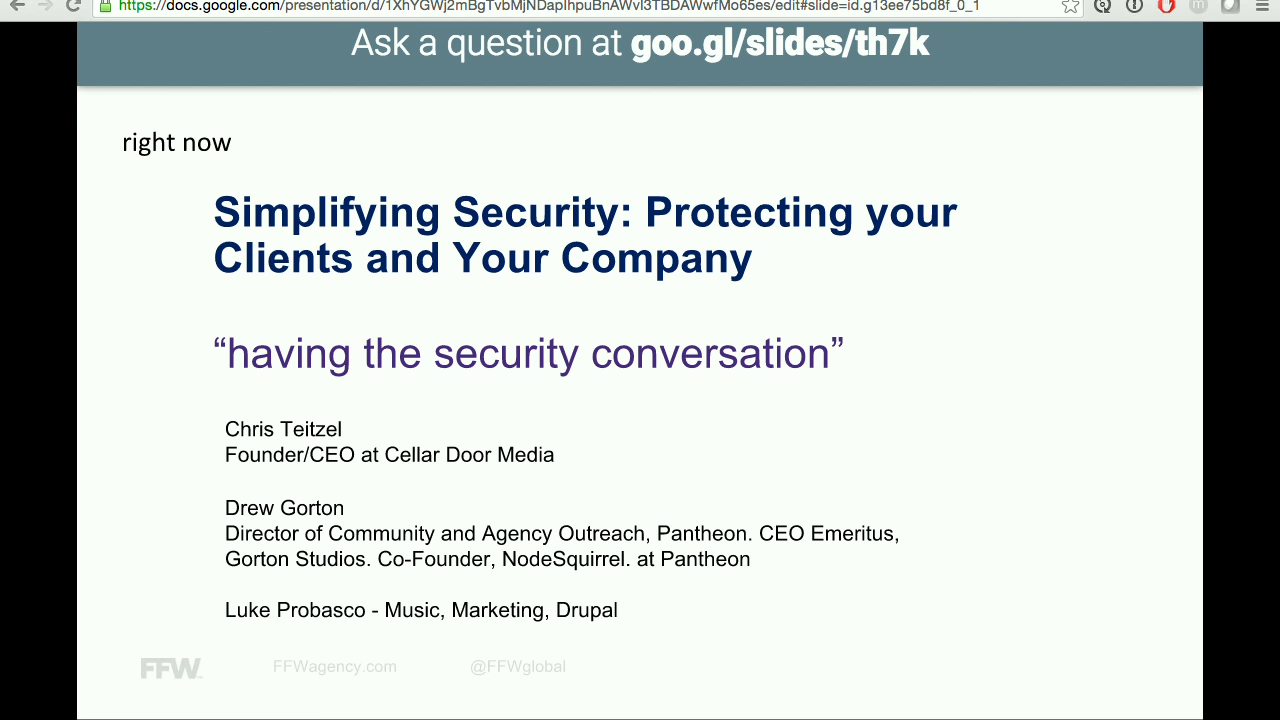 https://docs.google.com/presentation/d/1XhYGWj2mBgTvbMjNDapIhpuBnAWvl3TBDAWwfMo65es/edit#slide=id.g13ee75bd8f_0_1
Ask a question at goo.gl/slides/th7k
right now
Simplifying Security: Protecting your
Clients and Your Company
“having the security conversation”
Chris Teitzel
Founder/CEO at Cellar Door Media
Drew Gorton
Director of Community and Agency Outreach, Pantheon. CEO Emeritus,
Gorton Studios. Co-Founder, NodeSquirrel. at Pantheon
Luke Probasco - Music, Marketing, Drupal
FFW FFWagency.com @FFWglobal